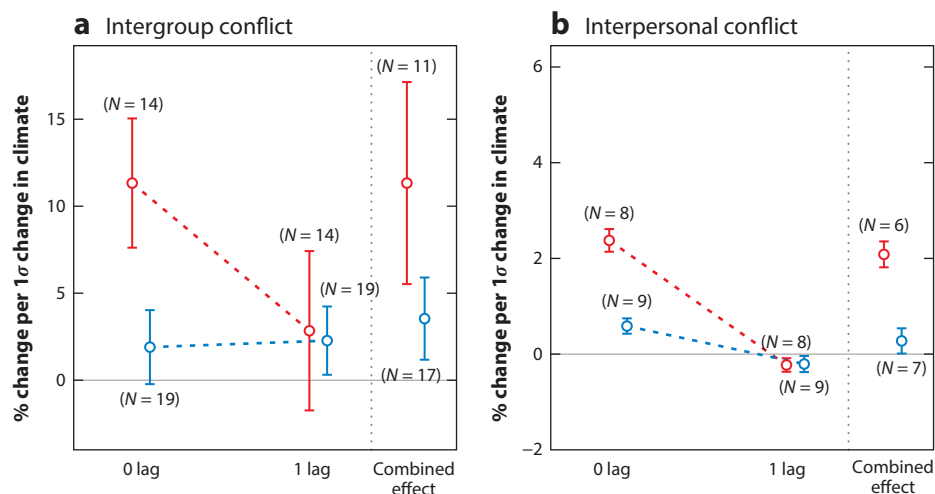 a Intergroup conflict
% change per 1σ change in climate
15
10
5
0
(N = 14)
(N = 19)
(N = 14)
(N = 19)
(N = 11)
(N = 17)
0 lag
1 lag
Combined
effect
b Interpersonal conflict
% change per 1σ change in climate
6
4
2
0
−2
(N = 8)
(N = 9)
(N = 8)
(N = 9)
(N = 6)
(N = 7)
0 lag
1 lag
Combined
effect